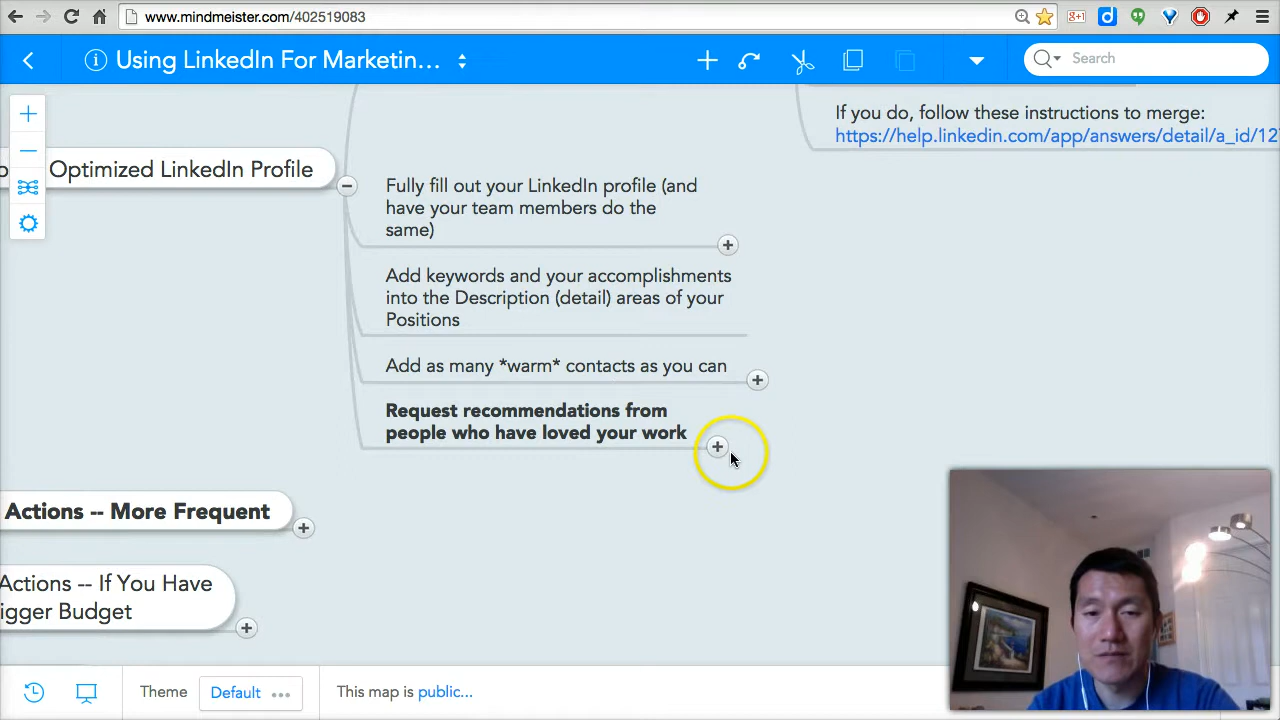 www.mindmeister.com/402519083
Using LinkedIn For Marketin...
Search
If you do, follow these instructions to merge:
https://help.linkedin.com/app/answers/detail/a_id/12
Optimized LinkedIn Profile
Fully fill out your LinkedIn profile (and
have your team members do the
same)
Add keywords and your accomplishments
into the Description (detail) areas of your
Positions
Add as many *warm* contacts as you can
Request recommendations from
people who have loved your work
Actions -- More Frequent
Actions -- If You Have
igger Budget
Theme
Default
This map is public...